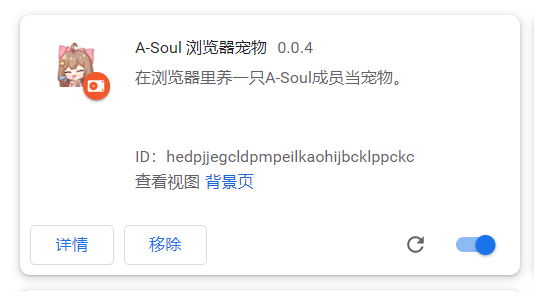 A-Soul 浏览器宠物 0.0.4
在浏览器里养一只A-Soul成员当宠物。
ID：hedpjjegcldpmpeilkaohijbcklppckc
查看视图 背景页
详情 移除